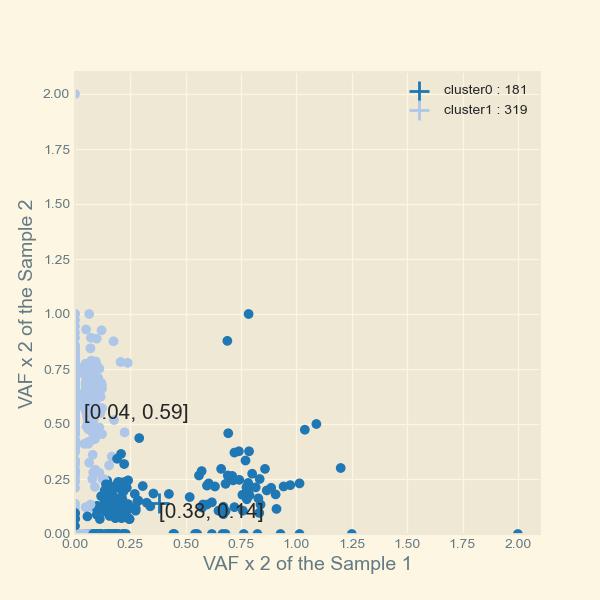 2.00
cluster0 : 181
cluster1 : 319
1.75
1.50
1.25
1.00
0.75
0.50
0.25
0.00
VAF x 2 of the Sample 2
[0.04, 0.59]
[0.38, 0.14]
0.00 0.25 0.50 0.75 1.00 1.25 1.50 1.75 2.00
VAF x 2 of the Sample 1